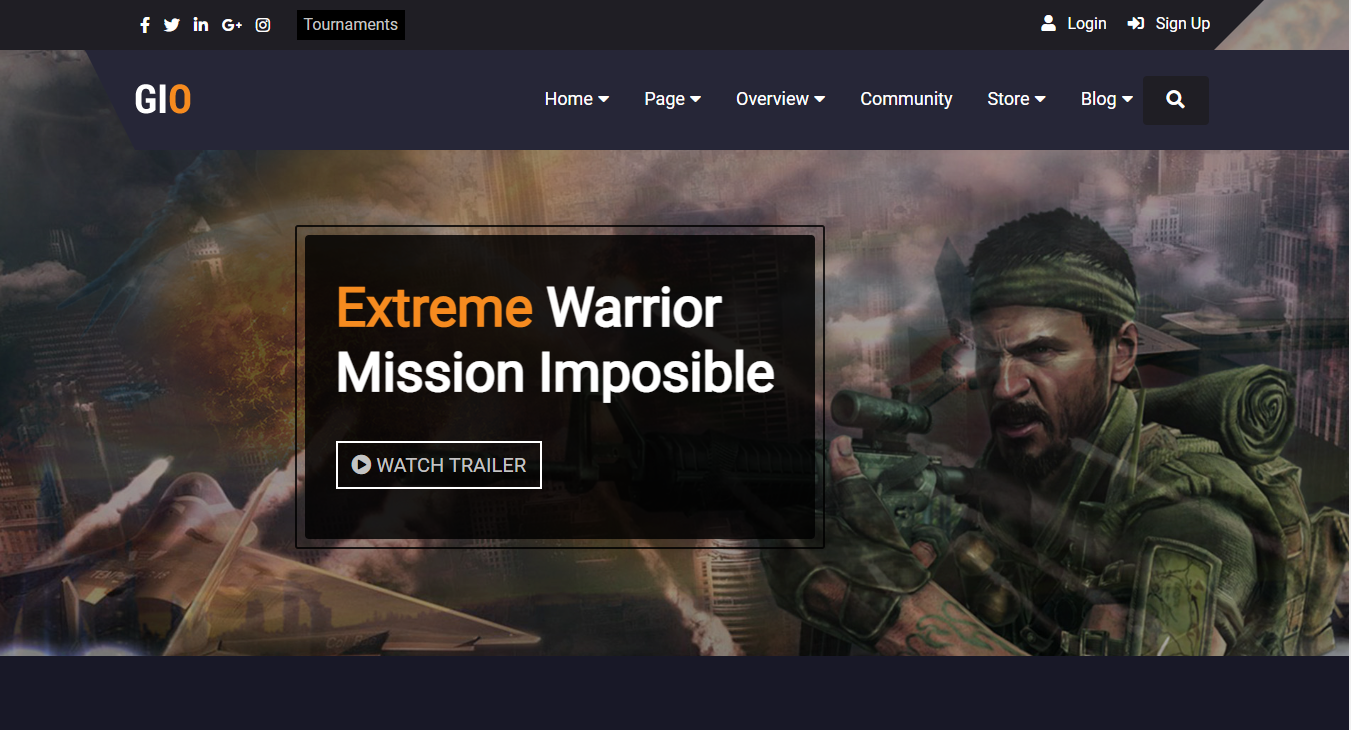 Tournaments
Login
Sign Up
GIO
Home
Page
Overview
Community
Store
Blog
Extreme Warrior
Mission Imposible
WATCH TRAILER